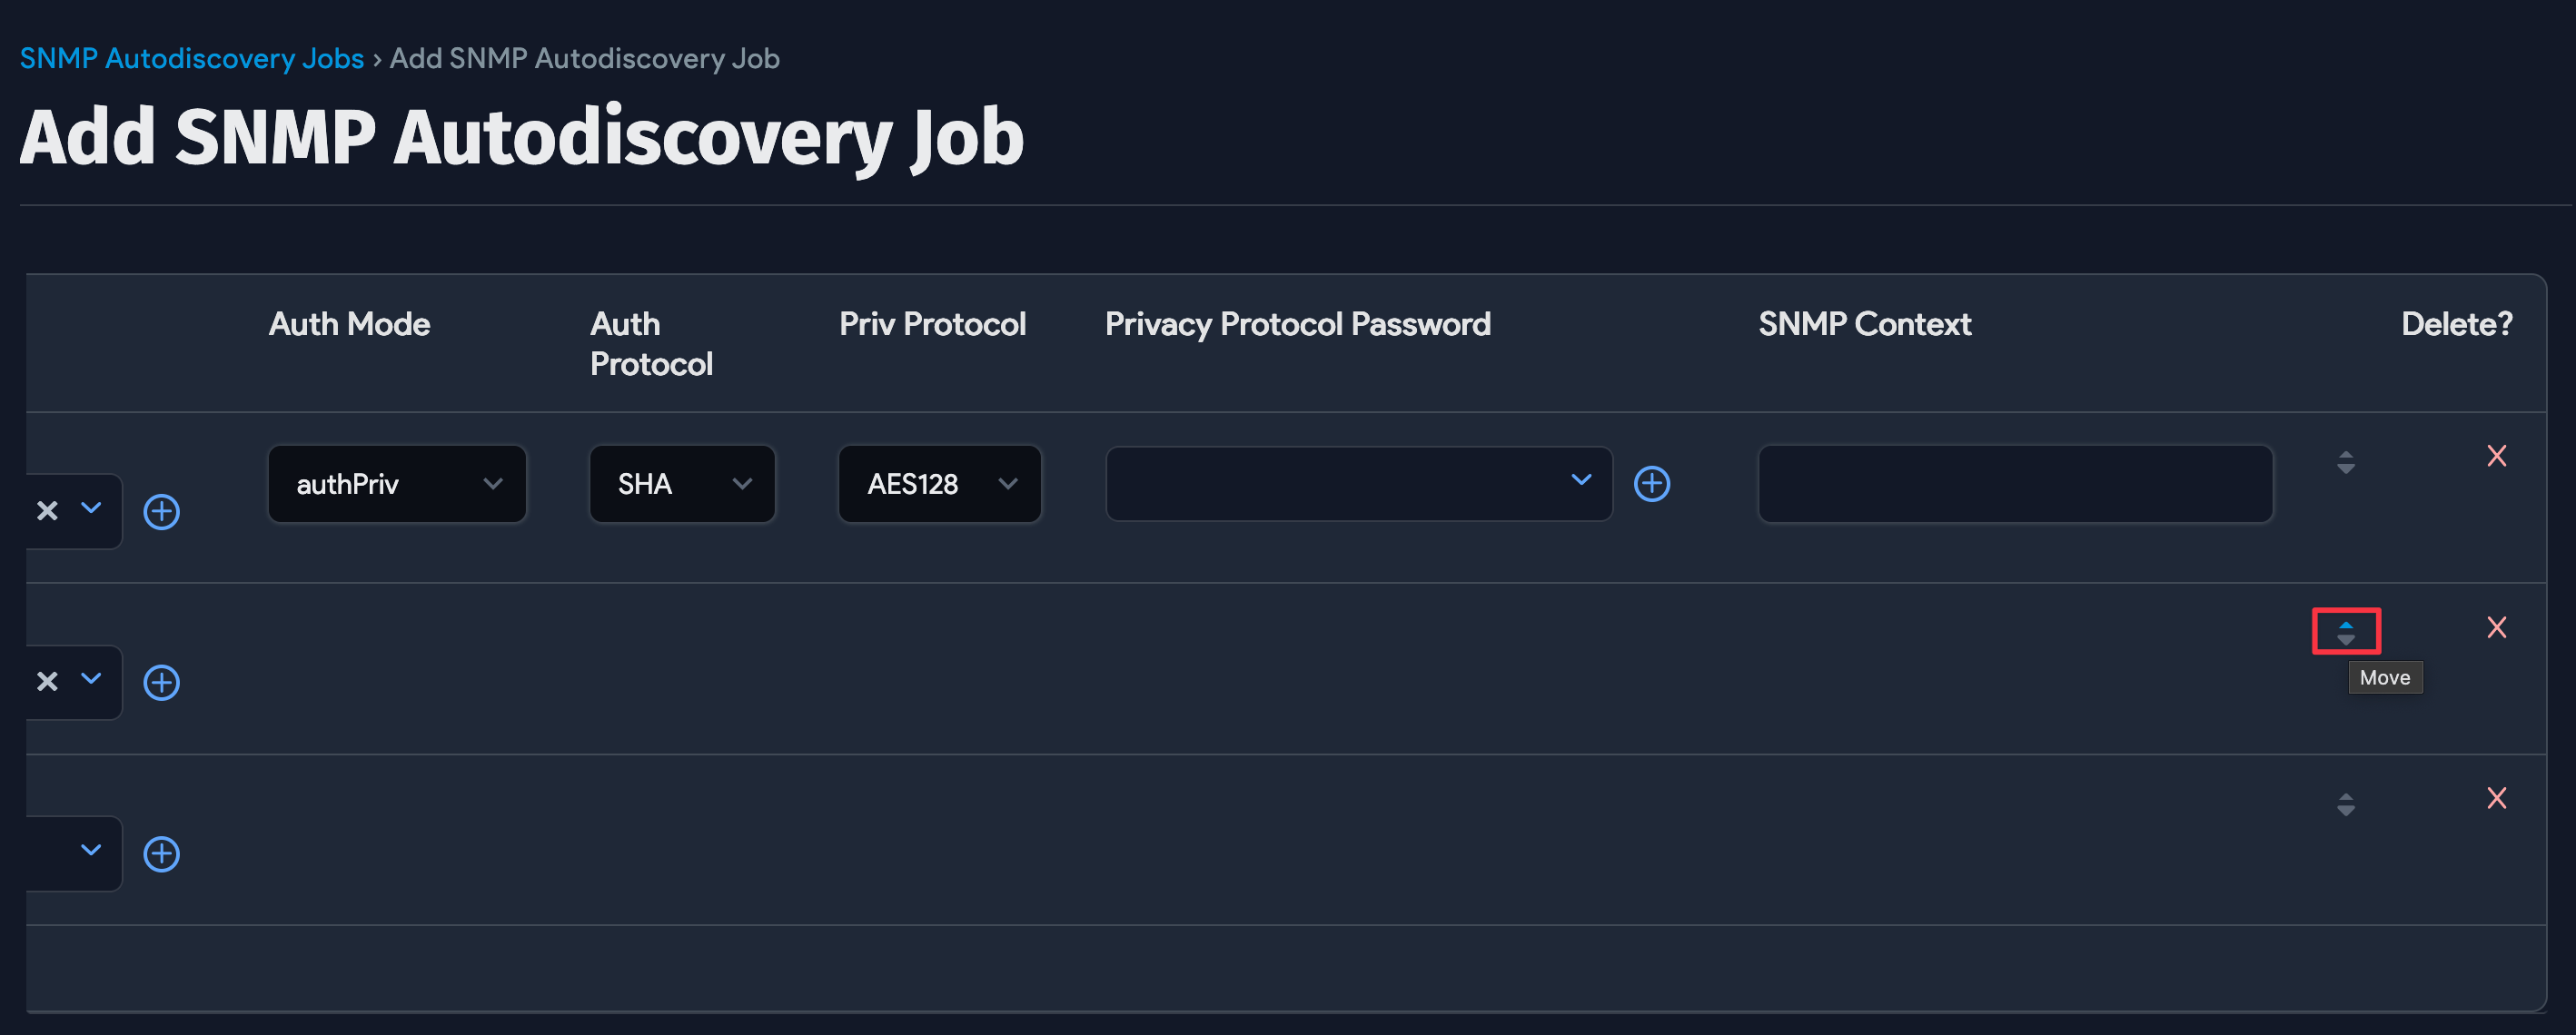 SNMP Autodiscovery Jobs › Add SNMP Autodiscovery Job
Add SNMP Autodiscovery Job
Auth Mode
Auth
Protocol
Priv Protocol
Privacy Protocol Password
SNMP Context
Delete?
authPriv
SHA
AES128
Move